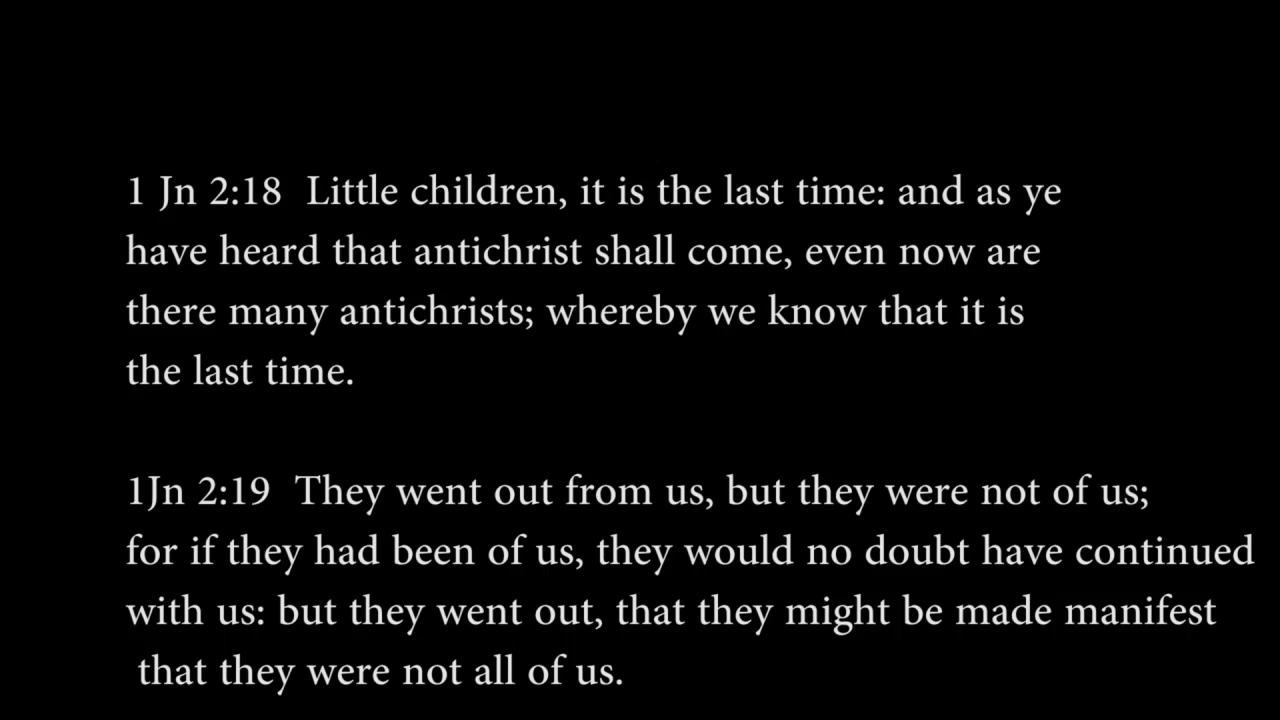 1 Jn 2:18  Little children, it is the last time: and as ye
have heard that antichrist shall come, even now are
there many antichrists; whereby we know that it is
the last time.
1Jn 2:19  They went out from us, but they were not of us;
for if they had been of us, they would no doubt have continued
with us: but they went out, that they might be made manifest
that they were not all of us.